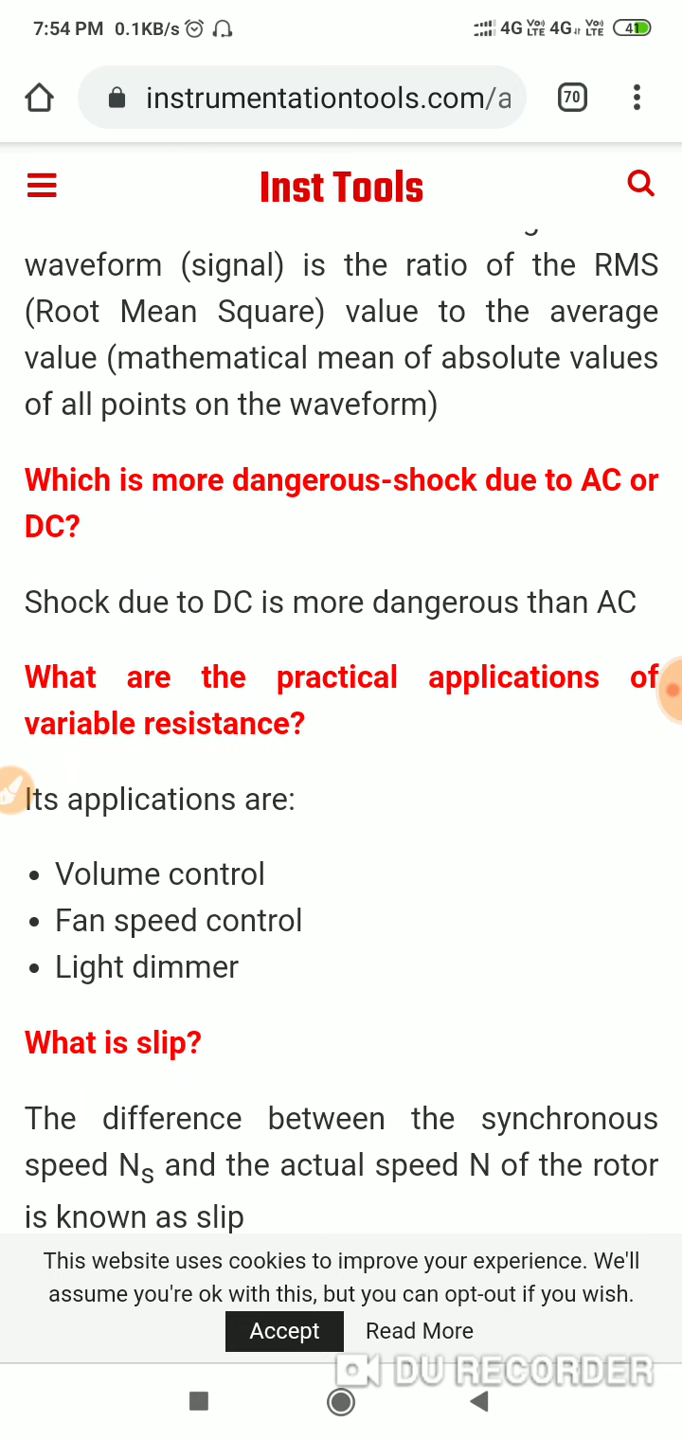 7:54 PM 0.1KB/s 4G Vo) LTE 4G Vo) LTE 41
instrumentationtools.com/a 70
Inst Tools
waveform (signal) is the ratio of the RMS
(Root Mean Square) value to the average
value (mathematical mean of absolute values
of all points on the waveform)
Which is more dangerous-shock due to AC or
DC?
Shock due to DC is more dangerous than AC
What are the practical applications of
variable resistance?
Its applications are:
• Volume control
• Fan speed control
• Light dimmer
What is slip?
The difference between the synchronous
speed Ns and the actual speed N of the rotor
is known as slip
This website uses cookies to improve your experience. We'll
assume you're ok with this, but you can opt-out if you wish.
Accept Read More
DU RECORDER